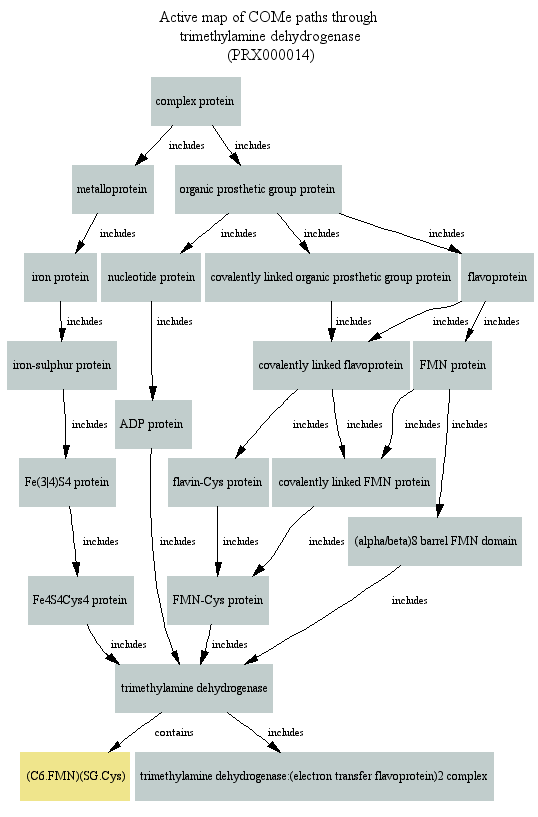 Active map of COMe paths through
trimethylamine dehydrogenase
(PRX000014)
complex protein
includes
includes
metalloprotein
organic prosthetic group protein
includes
includes
includes
includes
iron protein
nucleotide protein
covalently linked organic prosthetic group protein
flavoprotein
includes
includes
includes
includes
includes
iron-sulphur protein
covalently linked flavoprotein
FMN protein
ADP protein
includes
includes
includes
includes
includes
Fe(3|4)S4 protein
flavin-Cys protein
covalently linked FMN protein
(alpha/beta)8 barrel FMN domain
includes
includes
includes
includes
Fe4S4Cys4 protein
FMN-Cys protein
includes
includes
includes
trimethylamine dehydrogenase
contains
includes
(C6.FMN)(SG.Cys)
trimethylamine dehydrogenase:(electron transfer flavoprotein)2 complex